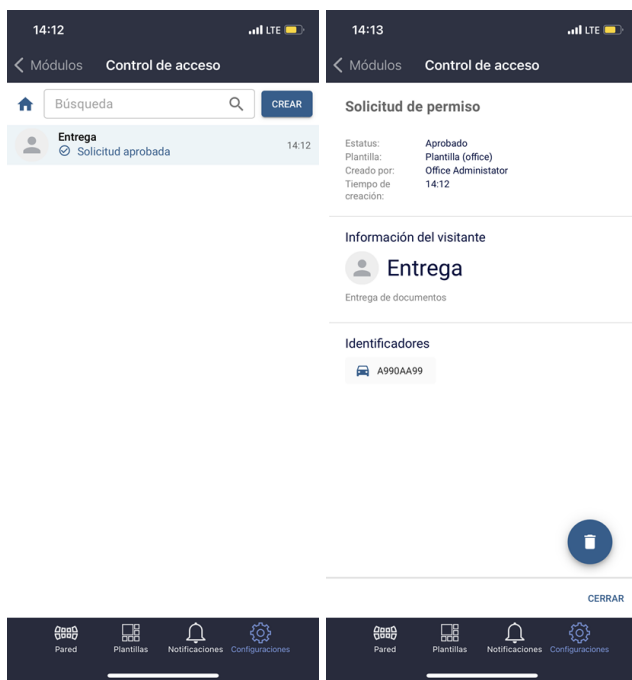 14:12
LTE
Módulos
Control de acceso
Búsqueda
CREAR
Entrega
Solicitud aprobada
14:12
Pared
Plantillas
Notificaciones
Configuraciones
14:13
LTE
Módulos
Control de acceso
Solicitud de permiso
Estatus: Aprobado
Plantilla: Plantilla (office)
Creado por: Office Administator
Tiempo de 14:12
creación:
Información del visitante
Entrega
Entrega de documentos
Identificadores
A990AA99
CERRAR
Pared
Plantillas
Notificaciones
Configuraciones